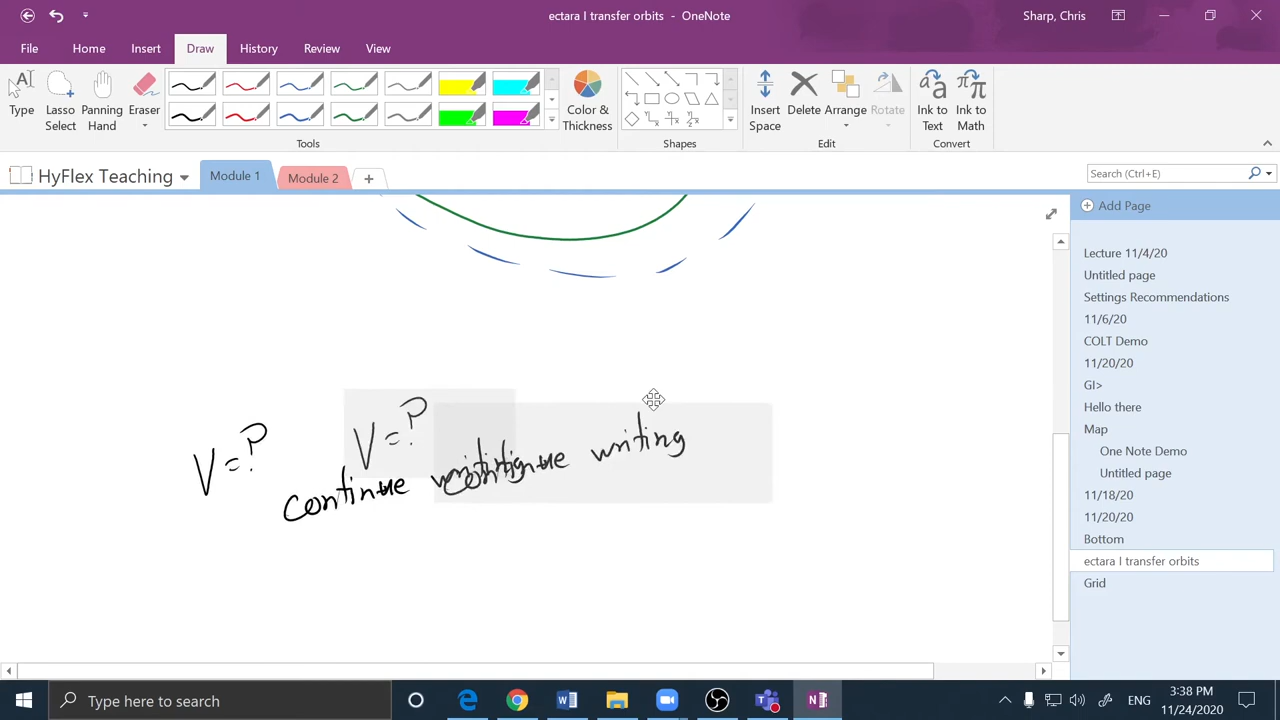 ectara I transfer orbits - OneNote
Sharp, Chris
File Home Insert Draw History Review View
Type
Lasso Select
Panning Hand
Eraser
Color & Thickness
Insert Space
Delete
Arrange
Rotate
Ink to Text
Ink to Math
Tools
Shapes
Edit
Convert
HyFlex Teaching
Module 1
Module 2
Search (Ctrl+E)
Add Page
Lecture 11/4/20
Untitled page
Settings Recommendations
11/6/20
COLT Demo
11/20/20
GI>
Hello there
Map
One Note Demo
Untitled page
11/18/20
11/20/20
Bottom
ectara I transfer orbits
Grid
V=?
V=?
continue writing
continue writing
Type here to search
ENG
3:38 PM
11/24/2020